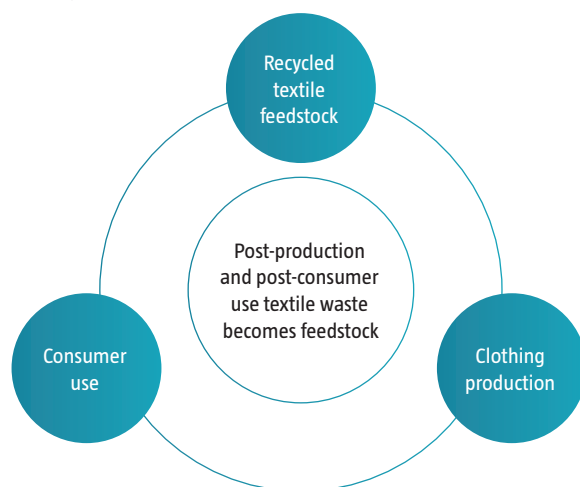 Recycled
textile
feedstock
Post-production
and post-consumer
use textile waste
becomes feedstock
Consumer
use
Clothing
production